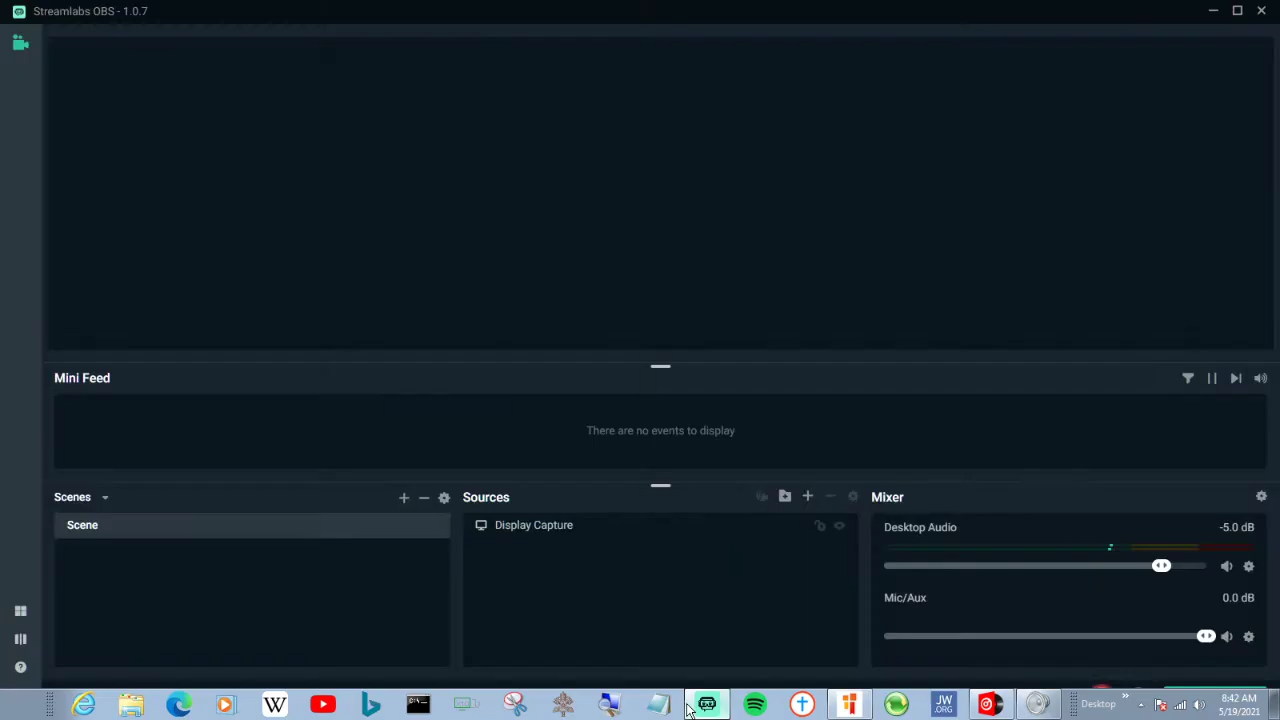 Streamlabs OBS - 1.0.7
Mini Feed
There are no events to display
Scenes
Sources
Mixer
Scene
Display Capture
Desktop Audio
-5.0 dB
Mic/Aux
0.0 dB
W
JW
.ORG
Desktop
8:42 AM
5/19/2021